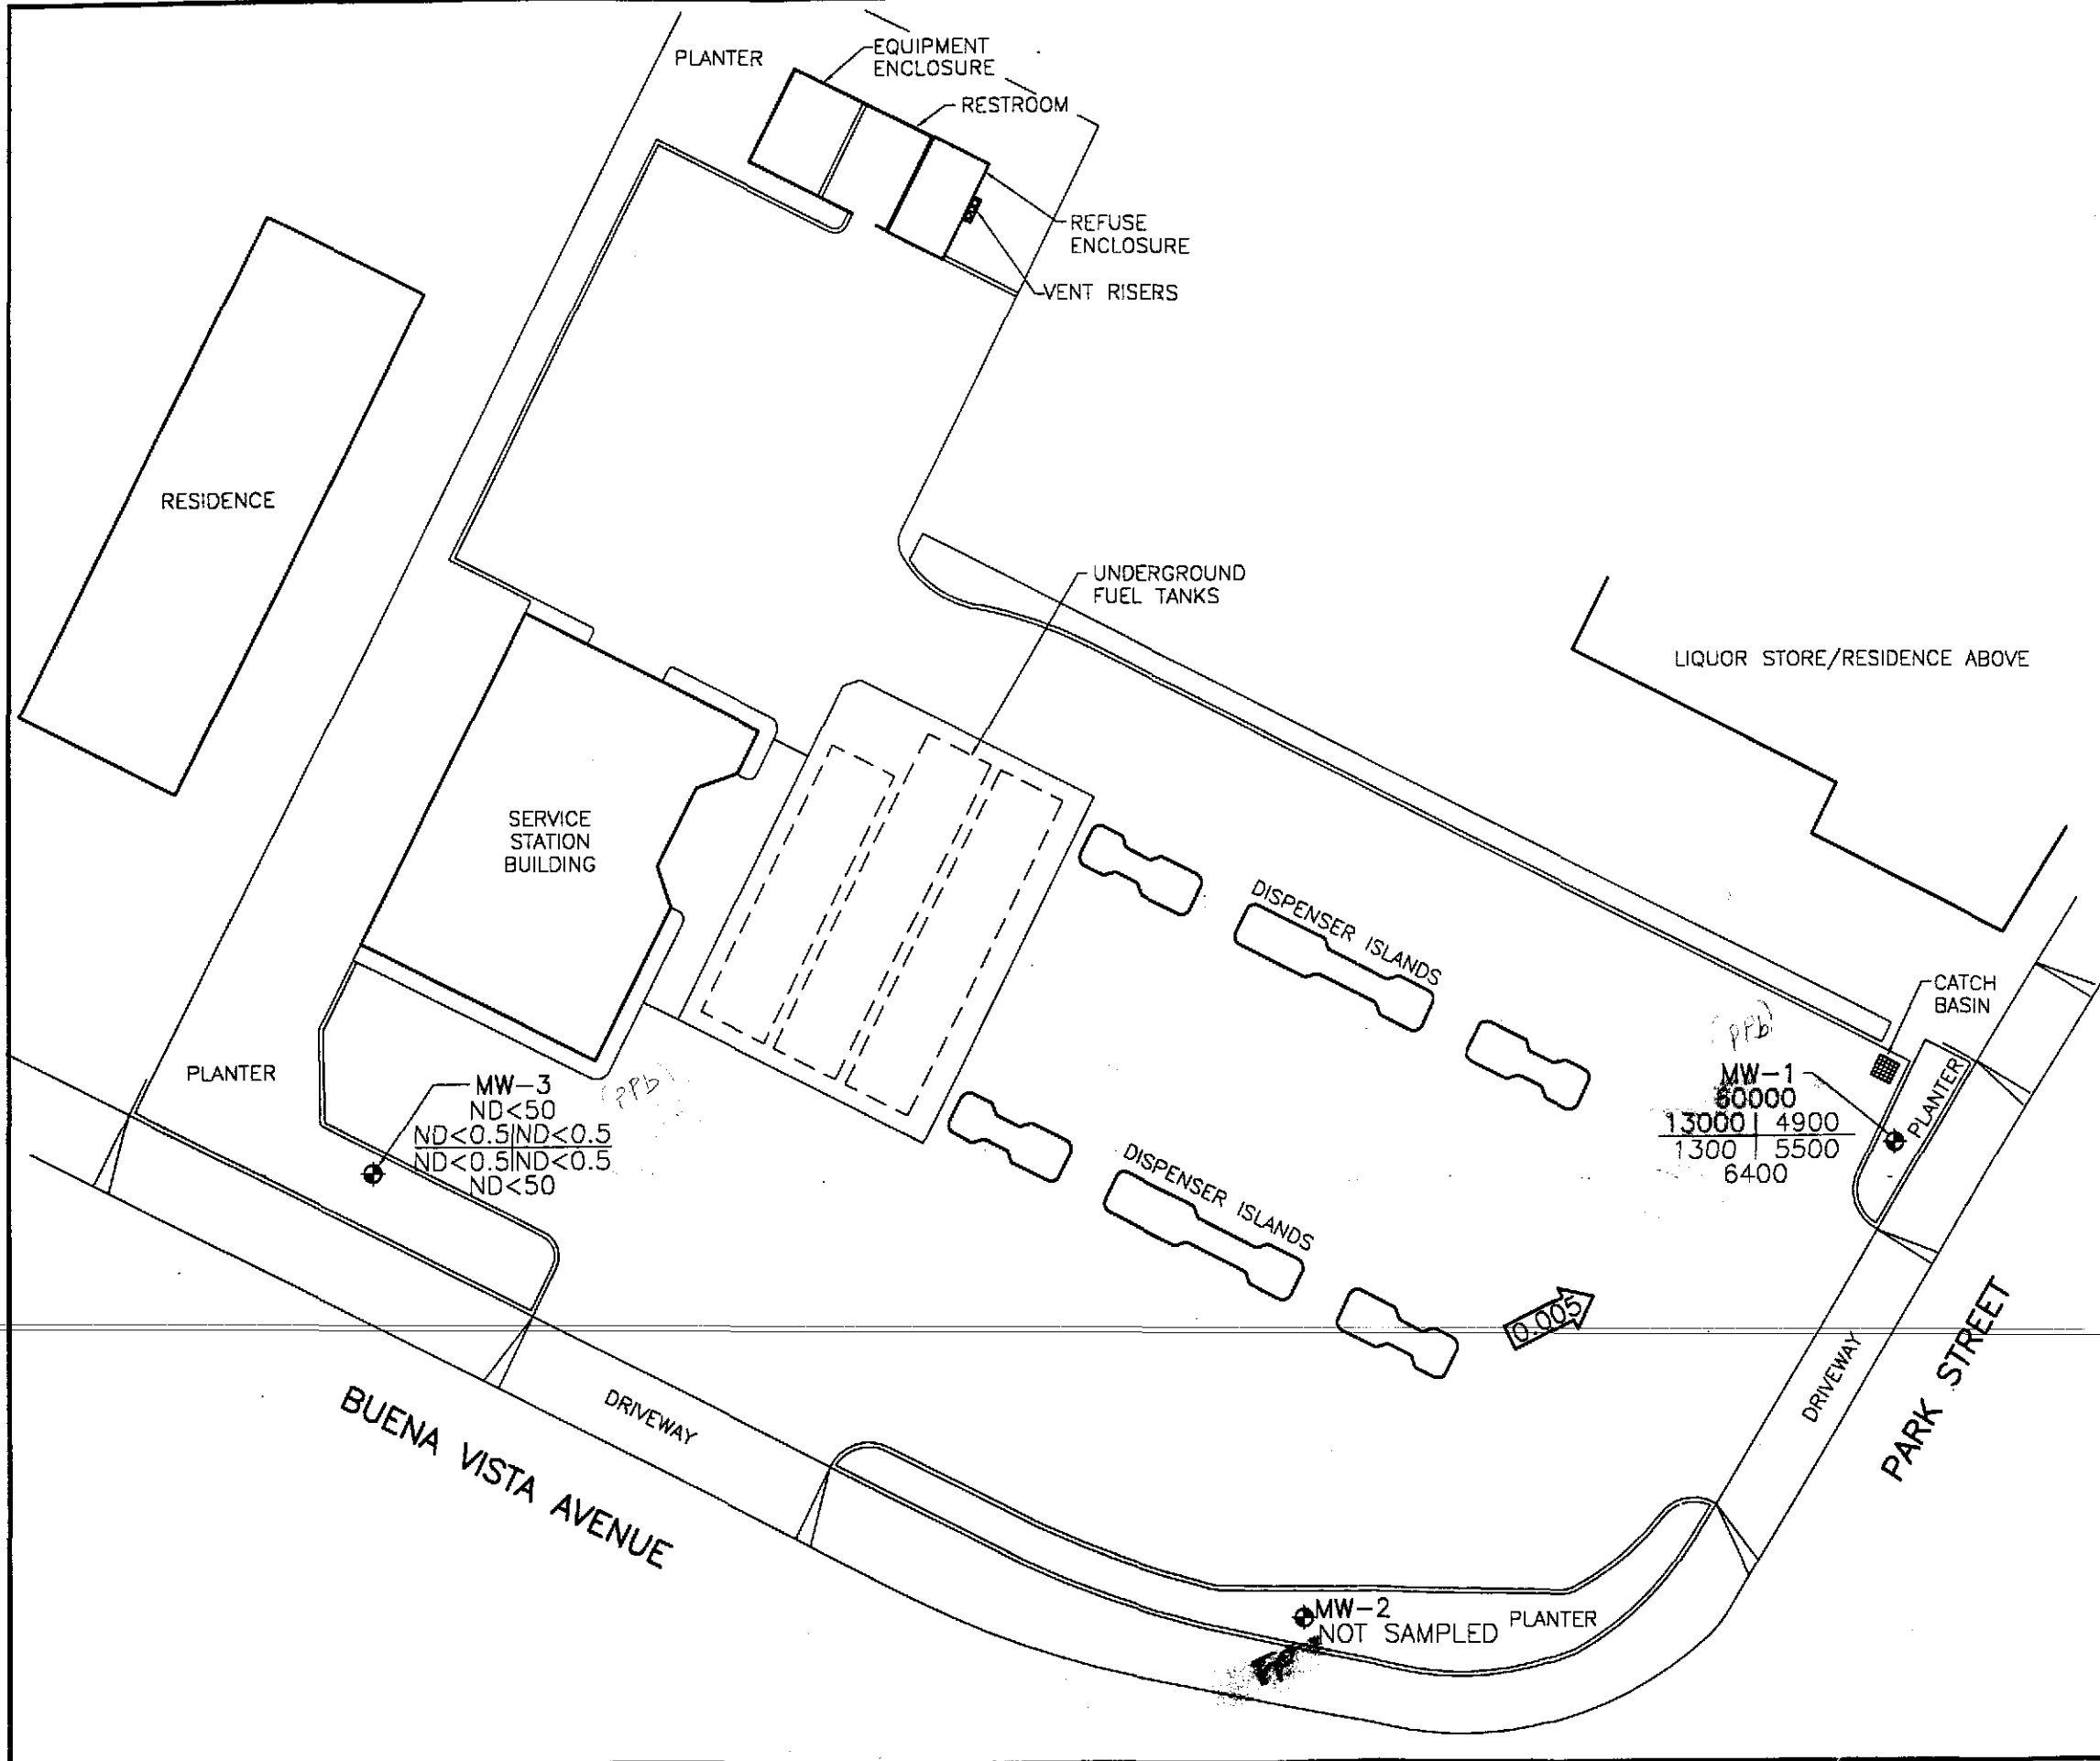 PLANTER
EQUIPMENT
ENCLOSURE
RESTROOM
REFUSE
ENCLOSURE
VENT RISERS
RESIDENCE
UNDERGROUND
FUEL TANKS
LIQUOR STORE/RESIDENCE ABOVE
SERVICE
STATION
BUILDING
DISPENSER ISLANDS
CATCH
BASIN
(ppb)
MW-1
60000
13000 | 4900
1300 | 5500
6400
PLANTER
PLANTER
MW-3
ND<50
ND<0.5|ND<0.5
ND<0.5|ND<0.5
ND<50
(ppb)
DISPENSER ISLANDS
0.005
DRIVEWAY
PARK STREET
DRIVEWAY
BUENA VISTA AVENUE
MW-2
NOT SAMPLED
PLANTER